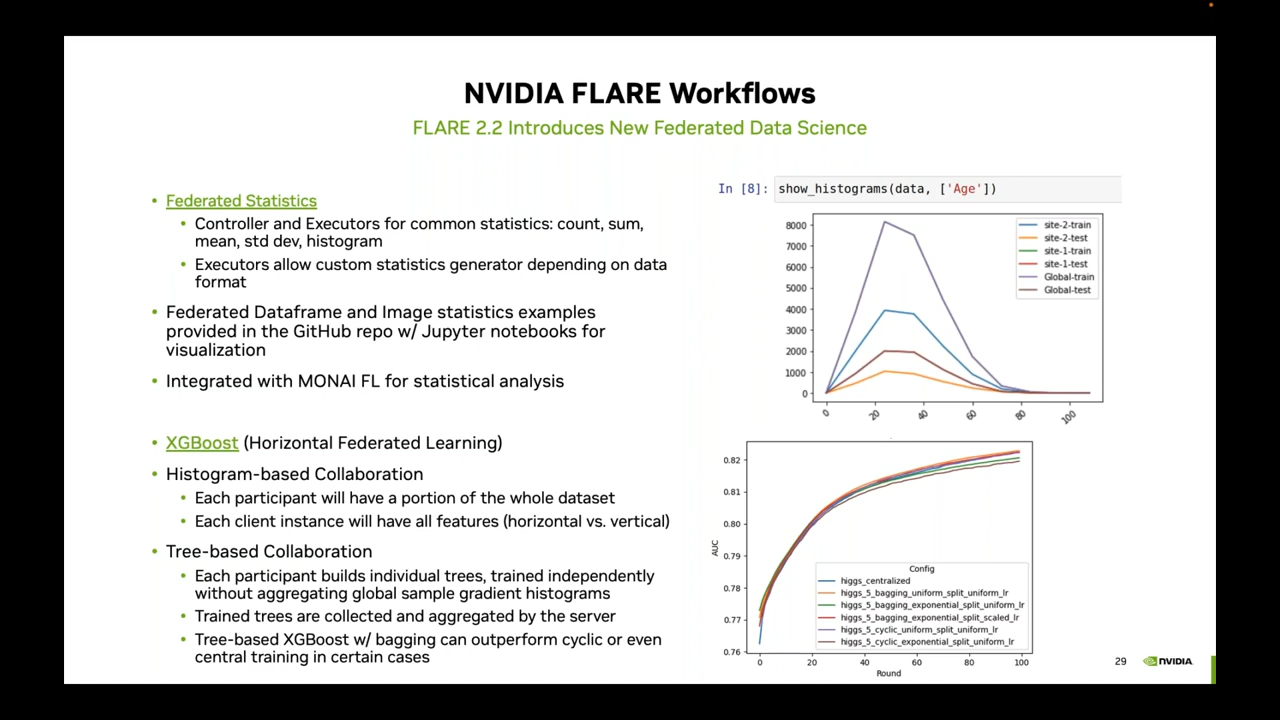 NVIDIA FLARE Workflows
FLARE 2.2 Introduces New Federated Data Science
• Federated Statistics
• Controller and Executors for common statistics: count, sum,
mean, std dev, histogram
• Executors allow custom statistics generator depending on data
format
• Federated Dataframe and Image statistics examples
provided in the GitHub repo w/ Jupyter notebooks for
visualization
• Integrated with MONAI FL for statistical analysis
• XGBoost (Horizontal Federated Learning)
• Histogram-based Collaboration
• Each participant will have a portion of the whole dataset
• Each client instance will have all features (horizontal vs. vertical)
• Tree-based Collaboration
• Each participant builds individual trees, trained independently
without aggregating global sample gradient histograms
• Trained trees are collected and aggregated by the server
• Tree-based XGBoost w/ bagging can outperform cyclic or even
central training in certain cases
In [8]: show_histograms(data, ['Age'])
8000
7000
6000
5000
4000
3000
2000
1000
0
0 20 40 60 80 100
site-2-train
site-2-test
site-1-train
site-1-test
Global-train
Global-test
0.82
0.81
0.80
0.79
0.78
0.77
0.76
AUC
Config
higgs_centralized
higgs_5_bagging_uniform_split_uniform_lr
higgs_5_bagging_exponential_split_uniform_lr
higgs_5_bagging_exponential_split_scaled_lr
higgs_5_cyclic_uniform_split_uniform_lr
higgs_5_cyclic_exponential_split_uniform_lr
0 20 40 60 80 100
Round
29
NVIDIA